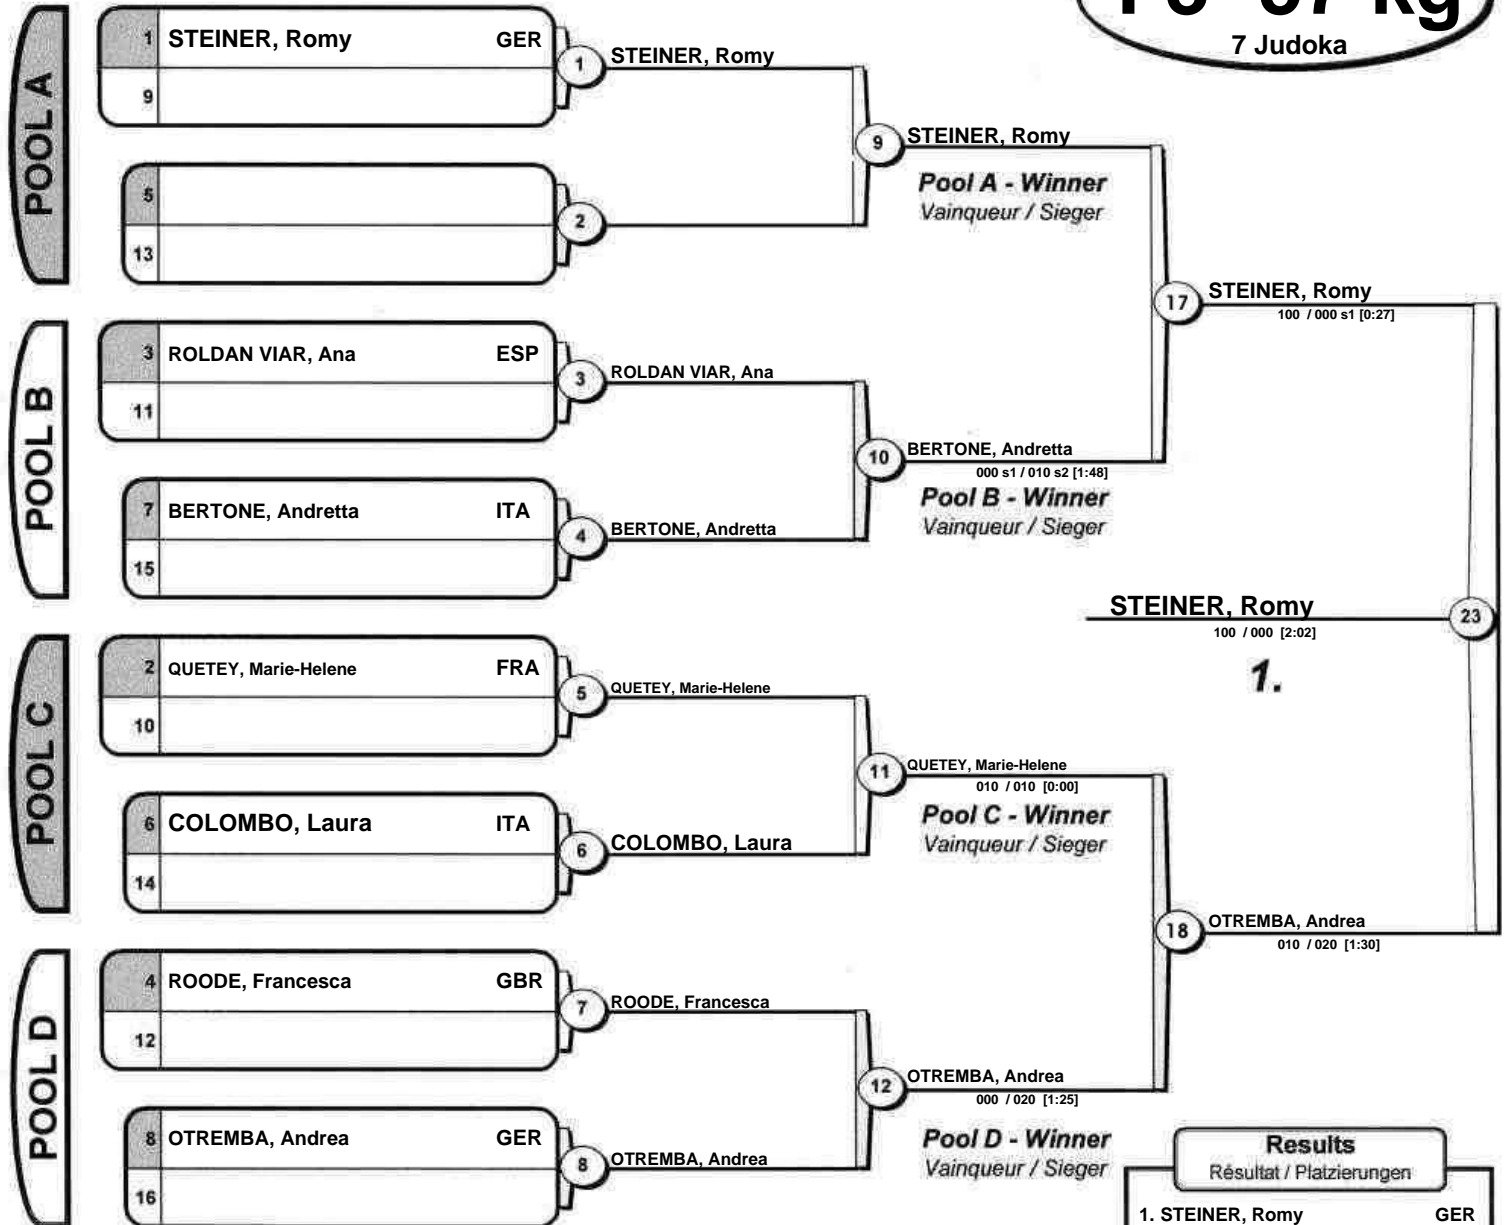 7 Judoka
POOL A
1 STEINER, Romy GER
9
1 STEINER, Romy
5
13
2
9 STEINER, Romy
Pool A - Winner
Vainqueur / Sieger
17 STEINER, Romy
100 / 000 s1 [0:27]
POOL B
3 ROLDAN VIAR, Ana ESP
11
3 ROLDAN VIAR, Ana
7 BERTONE, Andretta ITA
15
4 BERTONE, Andretta
10 BERTONE, Andretta
000 s1 / 010 s2 [1:48]
Pool B - Winner
Vainqueur / Sieger
STEINER, Romy 23
100 / 000 [2:02]
1.
POOL C
2 QUETEY, Marie-Helene FRA
10
5 QUETEY, Marie-Helene
6 COLOMBO, Laura ITA
14
6 COLOMBO, Laura
11 QUETEY, Marie-Helene
010 / 010 [0:00]
Pool C - Winner
Vainqueur / Sieger
18 OTREMBA, Andrea
010 / 020 [1:30]
POOL D
4 ROODE, Francesca GBR
12
7 ROODE, Francesca
8 OTREMBA, Andrea GER
16
8 OTREMBA, Andrea
12 OTREMBA, Andrea
000 / 020 [1:25]
Pool D - Winner
Vainqueur / Sieger
Results
Résultat / Platzierungen
1. STEINER, Romy GER